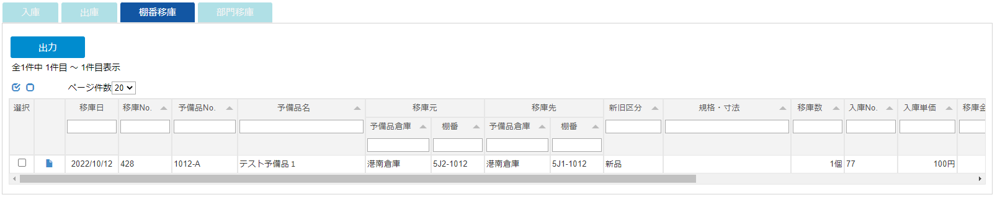 入庫 出庫 棚番移庫 部門移庫
出力
全1件中 1件目 ～ 1件目表示
ページ件数 20
選択 移庫日 移庫No. 予備品No. 予備品名 移庫元 移庫先 新旧区分 規格・寸法 移庫数 入庫No. 入庫単価 移庫金
予備品倉庫 棚番 予備品倉庫 棚番
2022/10/12 428 1012-A テスト予備品１ 港南倉庫 5J2-1012 港南倉庫 5J1-1012 新品 1個 77 100円